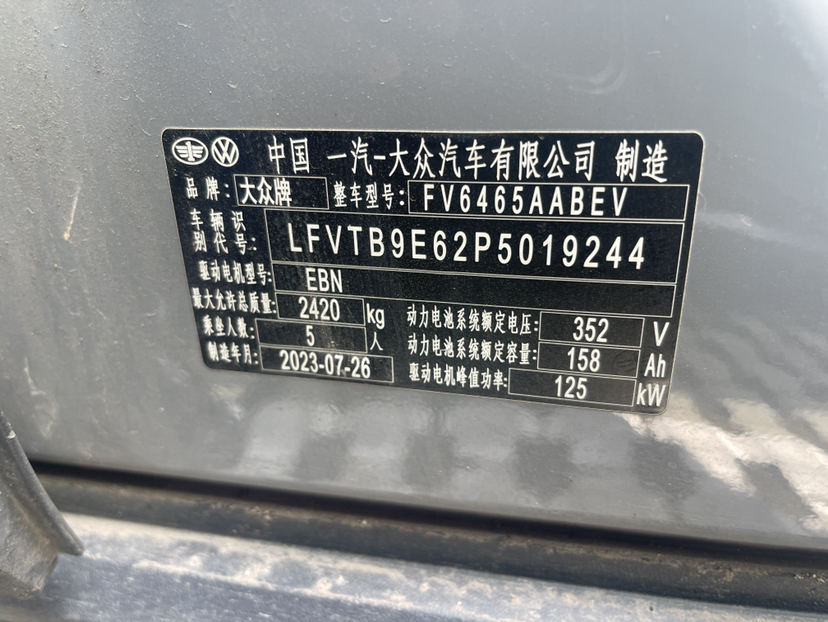 中国 一汽-大众汽车有限公司 制造
品牌: 大众牌 整车型号: FV6465AABEV
车辆识别代号: LFVTB9E62P5019244
驱动电机型号: EBN
最大允许总质量: 2420 kg 动力电池系统额定电压: 352 V
乘坐人数: 5 人 动力电池系统额定容量: 158 Ah
制造年月: 2023-07-26 驱动电机峰值功率: 125 kW